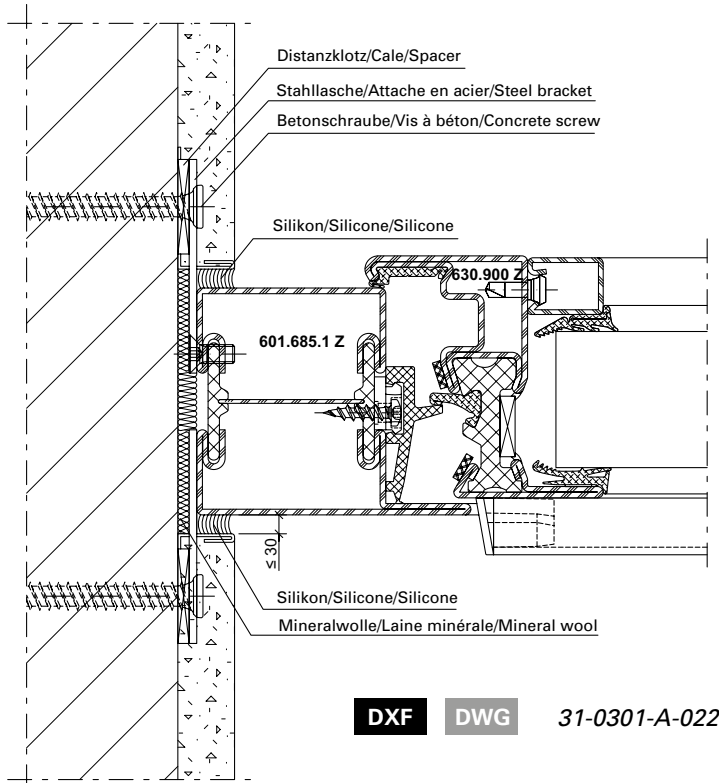 Distanzklotz/Cale/Spacer
Stahllasche/Attache en acier/Steel bracket
Betonschraube/Vis à béton/Concrete screw
Silikon/Silicone/Silicone
630.900 Z
601.685.1 Z
≤ 30
Silikon/Silicone/Silicone
Mineralwolle/Laine minérale/Mineral wool
DXF DWG 31-0301-A-022